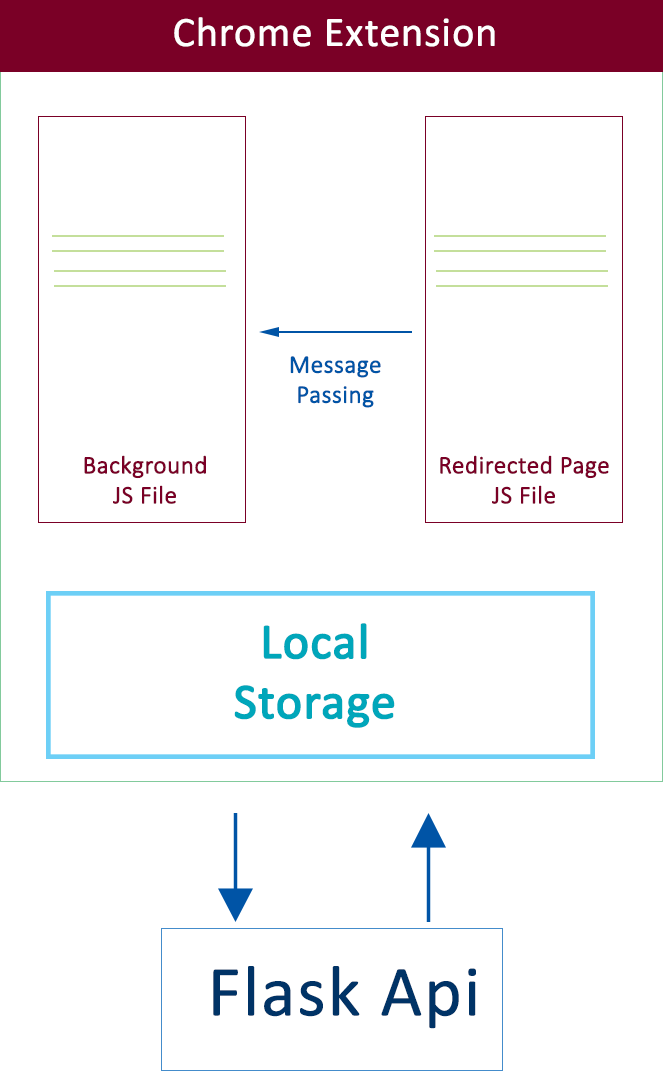 Chrome Extension
Message
Passing
Background
JS File
Redirected Page
JS File
Local
Storage
Flask Api